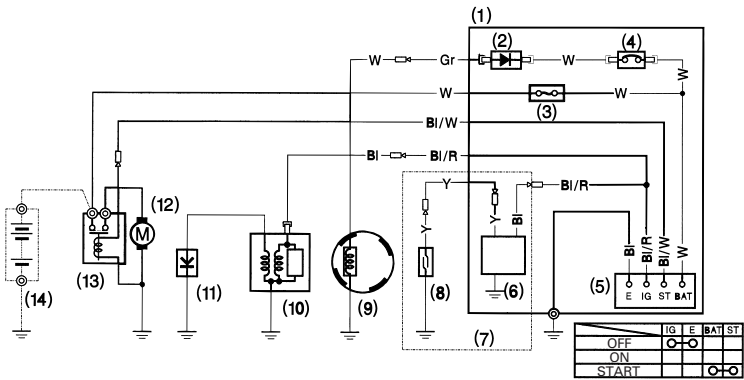 (1)
(2)
(4)
W
Gr
W
W
W
W
(3)
Bl/W
Bl
Bl/R
Y
Bl/R
(12)
M
Y
Y
Bl
Bl
Bl/R
Bl/W
W
(13)
(14)
(11)
(10)
(9)
(8)
(6)
(5)
E IG ST BAT
(7)
IG E BAT ST
OFF
ON
START